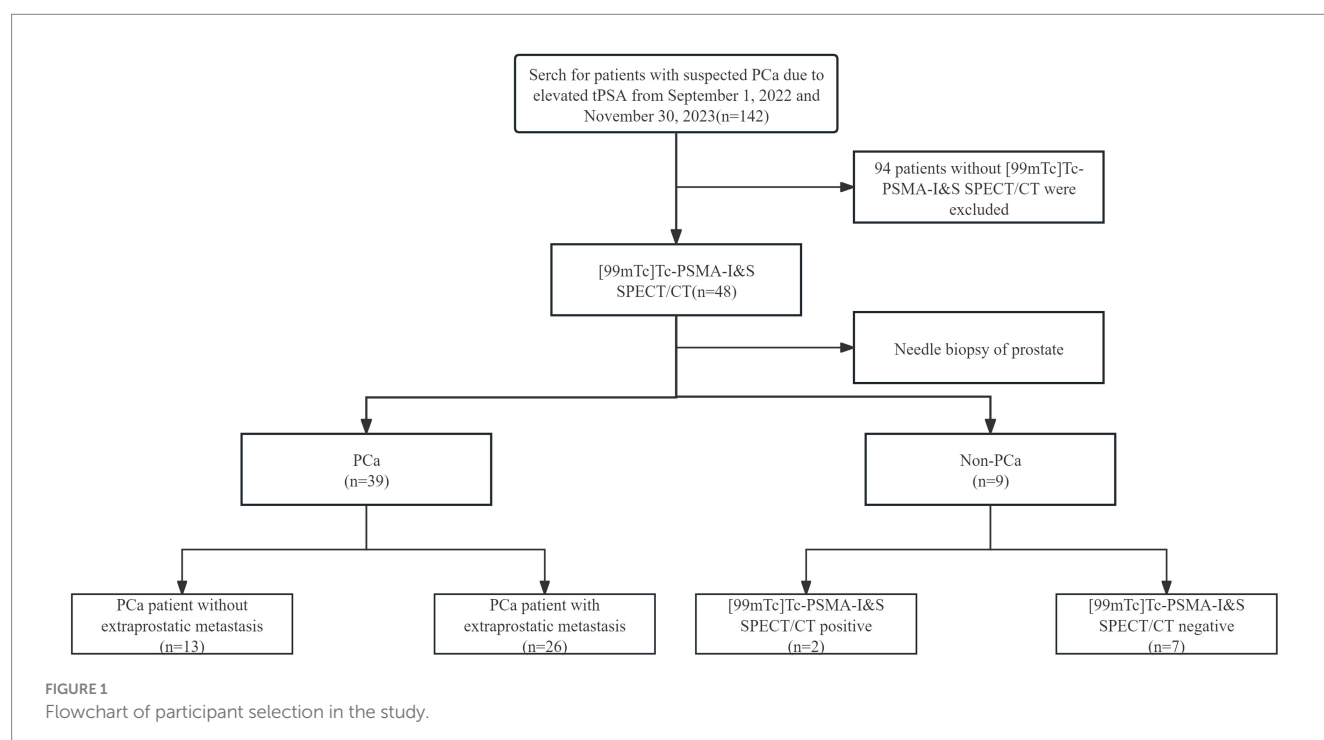 Serch for patients with suspected PCa due to
elevated tPSA from September 1, 2022 and
November 30, 2023(n=142)
94 patients without [99mTc]Tc-
PSMA-I&S SPECT/CT were
excluded
[99mTc]Tc-PSMA-I&S
SPECT/CT(n=48)
Needle biopsy of prostate
PCa
(n=39)
Non-PCa
(n=9)
PCa patient without
extraprostatic metastasis
(n=13)
PCa patient with
extraprostatic metastasis
(n=26)
[99mTc]Tc-PSMA-I&S
SPECT/CT positive
(n=2)
[99mTc]Tc-PSMA-I&S
SPECT/CT negative
(n=7)
FIGURE 1
Flowchart of participant selection in the study.